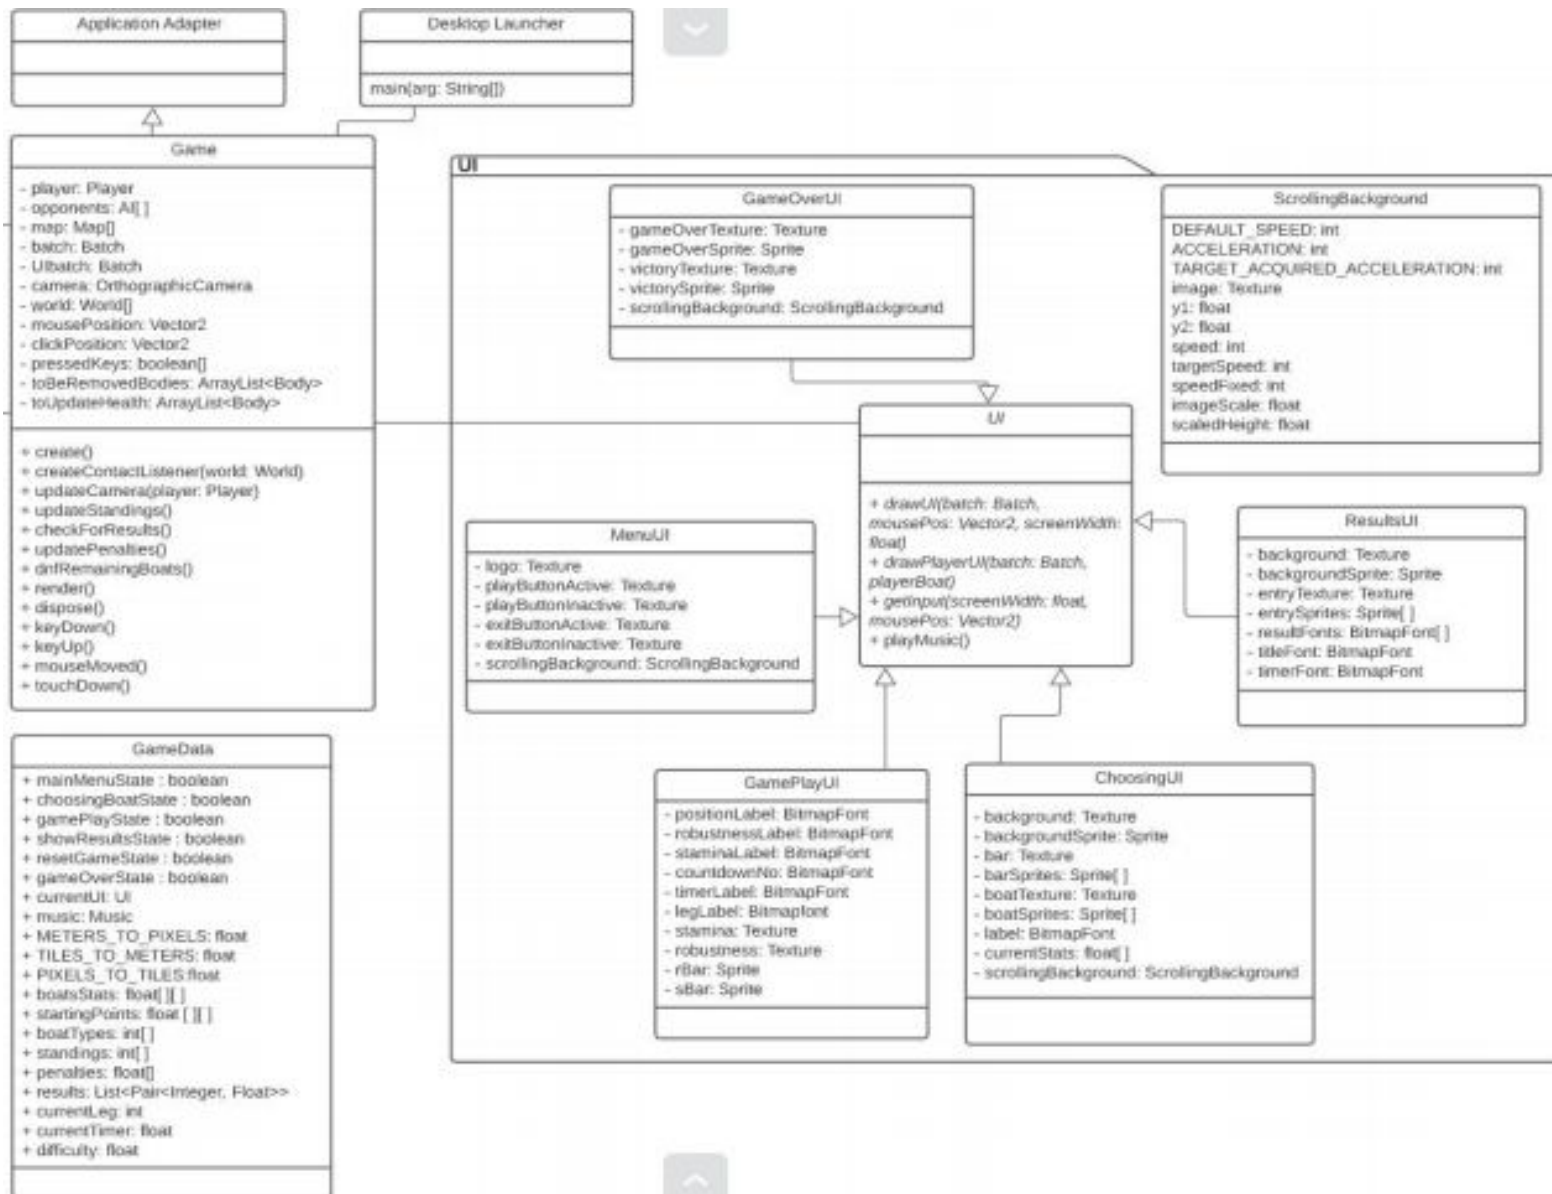 Application Adapter
Desktop Launcher
main(arg: String[])
Game
- player: Player
- opponents: AI[ ]
- map: Map[]
- batch: Batch
- UIbatch: Batch
- camera: OrthographicCamera
- world: World[]
- mousePosition: Vector2
- clickPosition: Vector2
- pressedKeys: boolean[]
- toBeRemovedBodies: ArrayList<Body>
- toUpdateHealth: ArrayList<Body>
+ create()
+ createContactListener(world: World)
+ updateCamera(player: Player)
+ updateStandings()
+ checkForResults()
+ updatePenalties()
+ dnfRemainingBoats()
+ render()
+ dispose()
+ keyDown()
+ keyUp()
+ mouseMoved()
+ touchDown()
GameData
+ mainMenuState : boolean
+ choosingBoatState : boolean
+ gamePlayState : boolean
+ showResultsState : boolean
+ resetGameState : boolean
+ gameOverState : boolean
+ currentUI: UI
+ music: Music
+ METERS_TO_PIXELS: float
+ TILES_TO_METERS: float
+ PIXELS_TO_TILES:float
+ boatsStats: float[ ][ ]
+ startingPoints: float [ ][ ]
+ boatTypes: int[ ]
+ standings: int[ ]
+ penalties: float[]
+ results: List<Pair<Integer, Float>>
+ currentLeg: int
+ currentTimer: float
+ difficulty: float
UI
GameOverUI
- gameOverTexture: Texture
- gameOverSprite: Sprite
- victoryTexture: Texture
- victorySprite: Sprite
- scrollingBackground: ScrollingBackground
ScrollingBackground
DEFAULT_SPEED: int
ACCELERATION: int
TARGET_ACQUIRED_ACCELERATION: int
image: Texture
y1: float
y2: float
speed: int
targetSpeed: int
speedFixed: int
imageScale: float
scaledHeight: float
UI
+ drawUI(batch: Batch,
mousePos: Vector2, screenWidth:
float)
+ drawPlayerUI(batch: Batch,
playerBoat)
+ getInput(screenWidth: float,
mousePos: Vector2)
+ playMusic()
MenuUI
- logo: Texture
- playButtonActive: Texture
- playButtonInactive: Texture
- exitButtonActive: Texture
- exitButtonInactive: Texture
- scrollingBackground: ScrollingBackground
ResultsUI
- background: Texture
- backgroundSprite: Sprite
- entryTexture: Texture
- entrySprites: Sprite[ ]
- resultFonts: BitmapFont[ ]
- titleFont: BitmapFont
- timerFont: BitmapFont
GamePlayUI
- positionLabel: BitmapFont
- robustnessLabel: BitmapFont
- staminaLabel: BitmapFont
- countdownNo: BitmapFont
- timerLabel: BitmapFont
- legLabel: Bitmapfont
- stamina: Texture
- robustness: Texture
- rBar: Sprite
- sBar: Sprite
ChoosingUI
- background: Texture
- backgroundSprite: Sprite
- bar: Texture
- barSprites: Sprite[ ]
- boatTexture: Texture
- boatSprites: Sprite[ ]
- label: BitmapFont
- currentStats: float[ ]
- scrollingBackground: ScrollingBackground